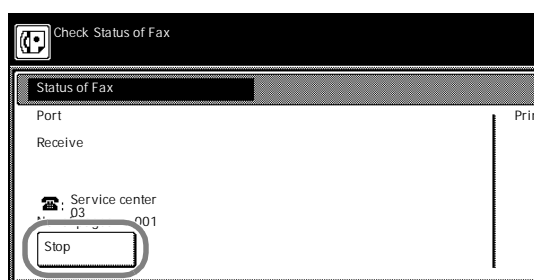 Check Status of Fax
Status of Fax
Port
Receive
: Service center
03
001
Stop